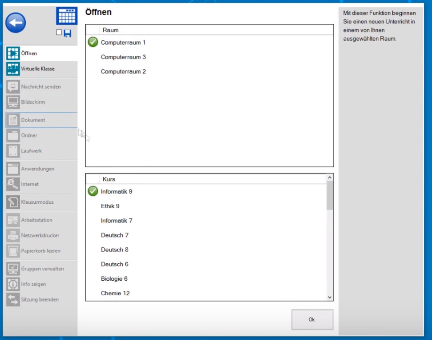 Öffnen
Virtuelle Klasse
Nachricht senden
Bildschirm
Dokument
Ordner
Laufwerk
Anwendungen
Internet
Klausurmodus
Arbeitsstation
Netzwerkdrucker
Papierkorb leeren
Gruppen verwalten
Info zeigen
Sitzung beenden
Öffnen
Raum
Computerraum 1
Computerraum 3
Computerraum 2
Kurs
Informatik 9
Ethik 9
Informatik 7
Deutsch 7
Deutsch 8
Deutsch 6
Biologie 6
Chemie 12
Ok
Mit dieser Funktion beginnen
Sie einen neuen Unterricht in
einem von Ihnen
ausgewählten Raum.